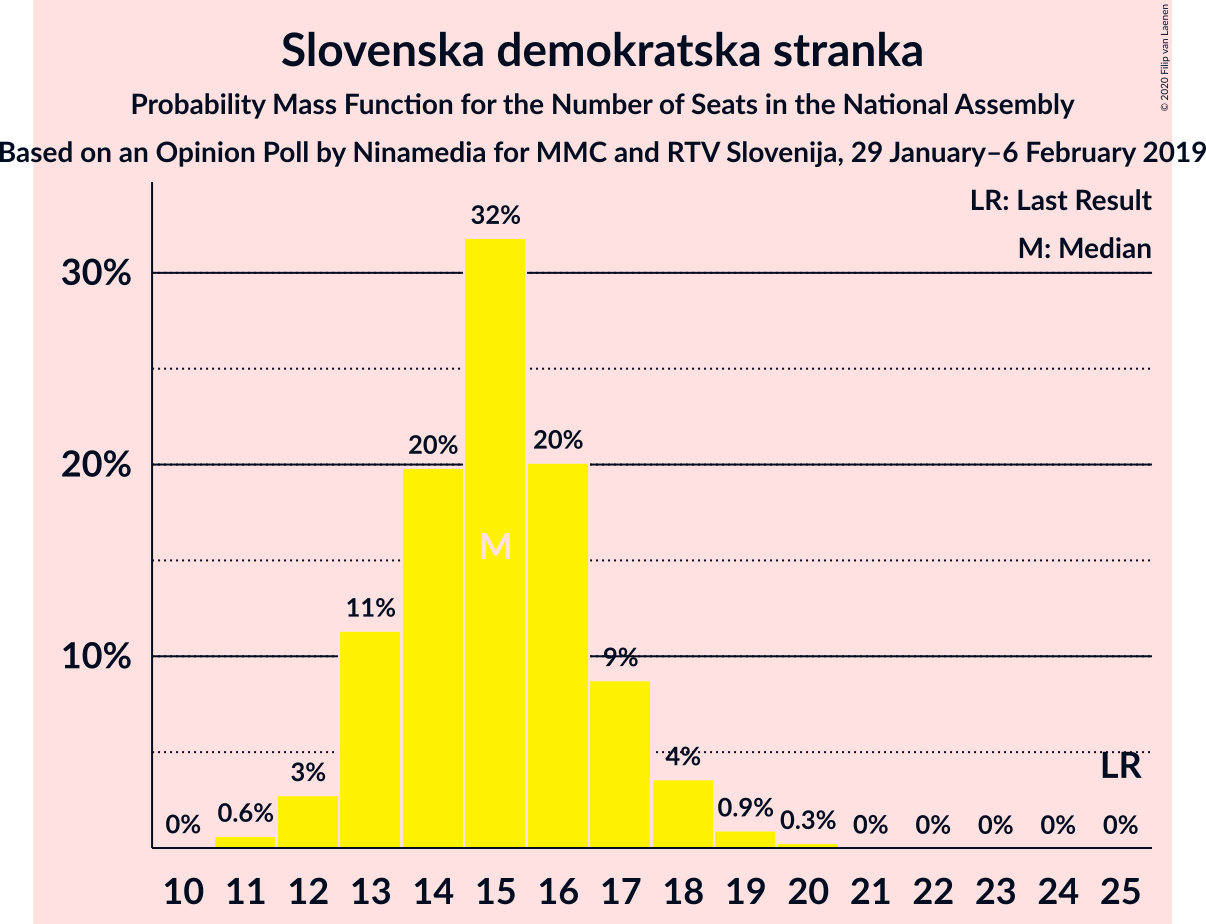 Slovenska demokratska stranka
Probability Mass Function for the Number of Seats in the National Assembly
Based on an Opinion Poll by Ninamedia for MMC and RTV Slovenija, 29 January–6 February 2019
© 2020 Filip van Laenen
LR: Last Result
M: Median
30%
20%
10%
0% 0.6% 3% 11% 20% 32% 20% 9% 4% 0.9% 0.3% 0% 0% 0% 0% 0%
M
LR
10 11 12 13 14 15 16 17 18 19 20 21 22 23 24 25